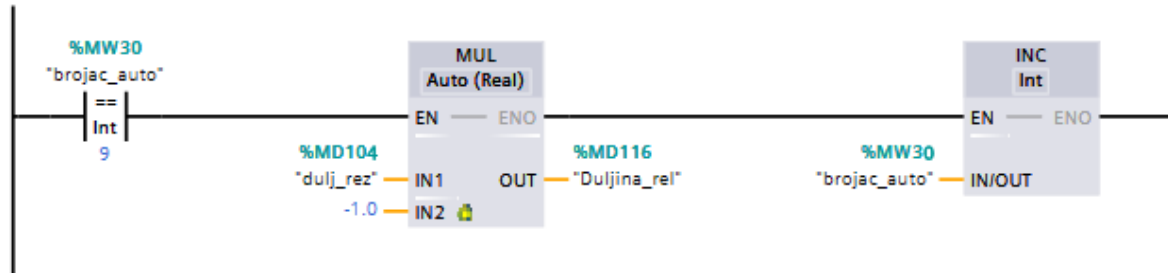 %MW30
"brojac_auto"
==
Int
9
MUL
Auto (Real)
EN ENO
%MD104
"dulj_rez"
IN1
-1.0
IN2
OUT
%MD116
"Duljina_rel"
INC
Int
EN ENO
%MW30
"brojac_auto"
IN/OUT